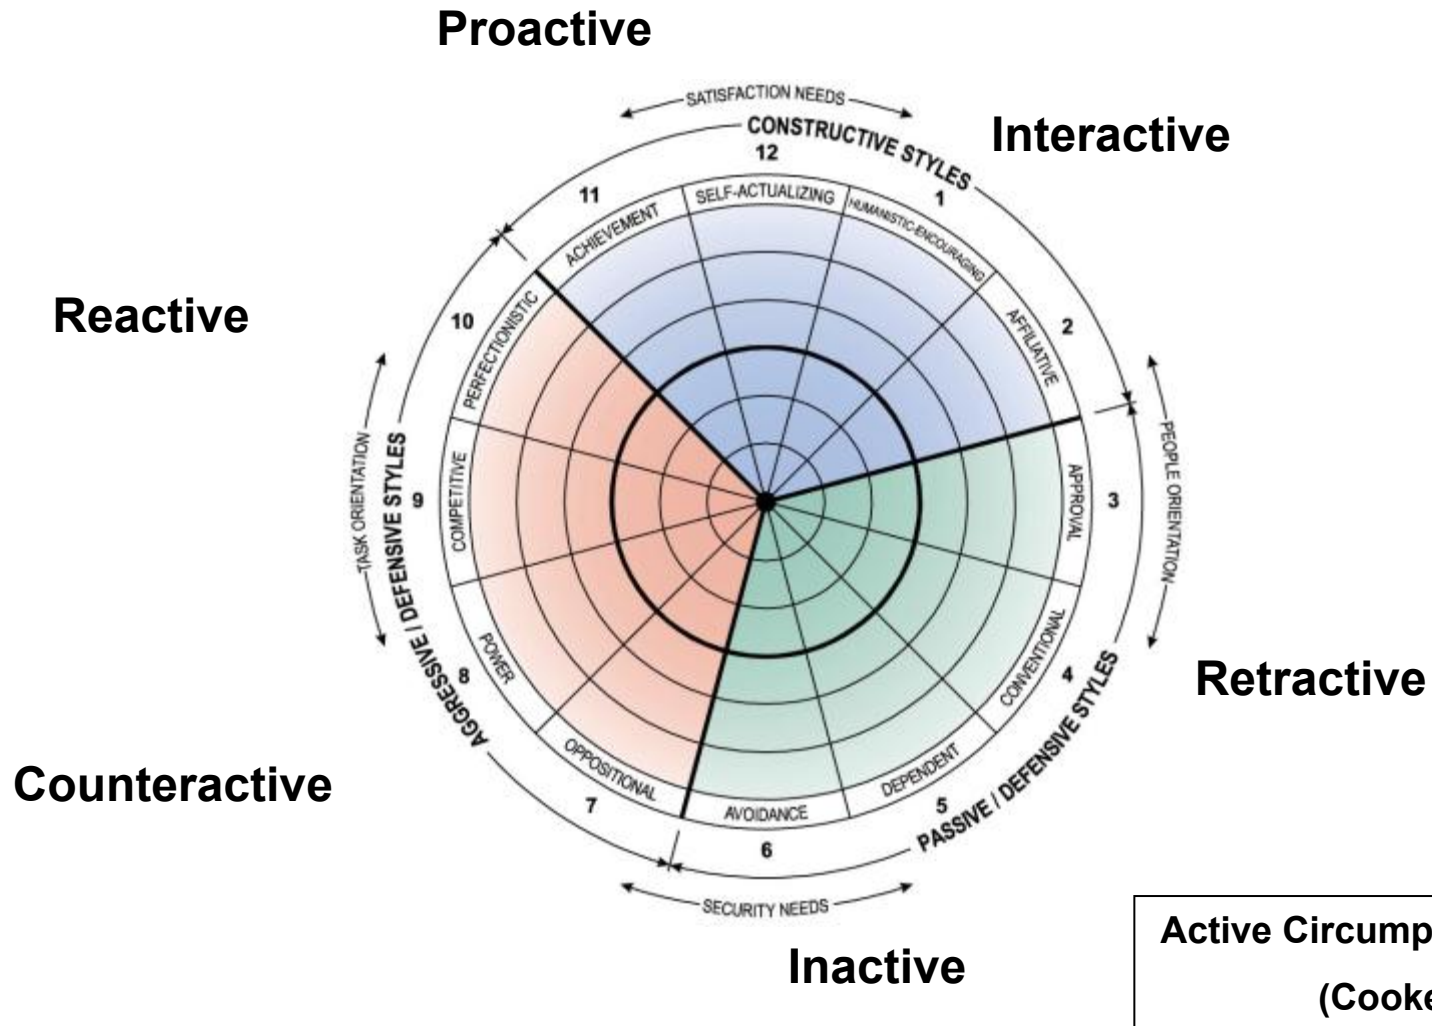 Proactive
SATISFACTION NEEDS
CONSTRUCTIVE STYLES
Interactive
12
11
1
SELF-ACTUALIZING
ACHIEVEMENT
HUMANISTIC-ENCOURAGING
Reactive
10
2
PERFECTIONISTIC
AFFILIATIVE
TASK ORIENTATION
AGGRESSIVE / DEFENSIVE STYLES
9
COMPETITIVE
APPROVAL
3
PEOPLE ORIENTATION
8
POWER
CONVENTIONAL
4
Retractive
Counteractive
OPPOSITIONAL
7
AVOIDANCE
6
DEPENDENT
5
PASSIVE / DEFENSIVE STYLES
SECURITY NEEDS
Inactive
Active Circump
(Cooke